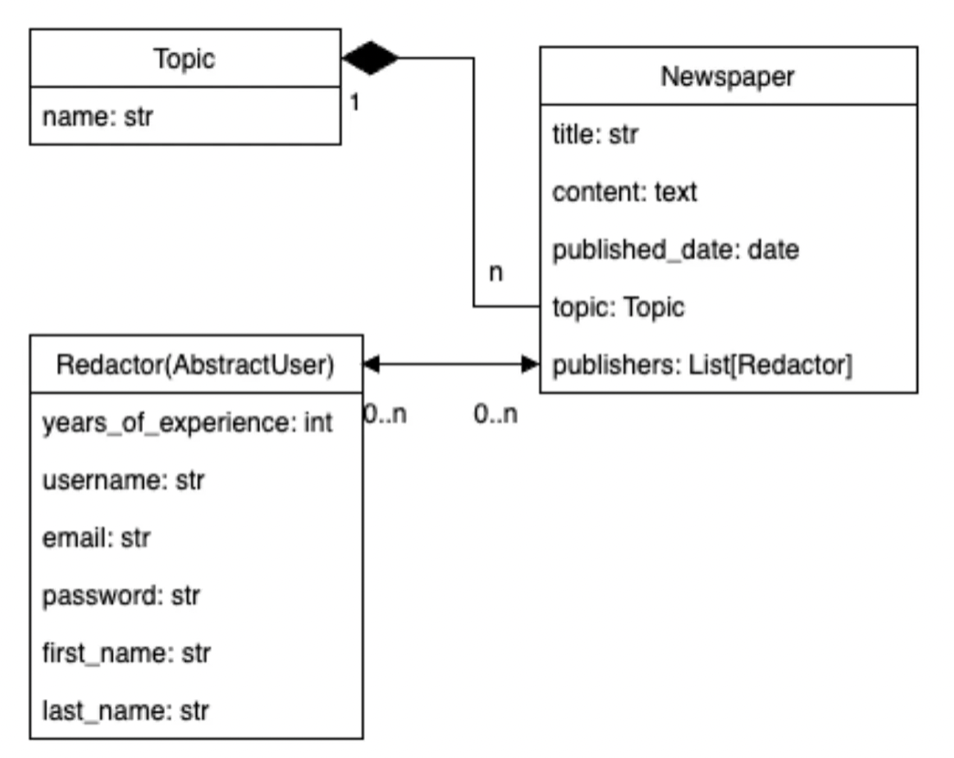 Topic
name: str
1
Newspaper
title: str
content: text
published_date: date
n
topic: Topic
publishers: List[Redactor]
Redactor(AbstractUser)
0..n
0..n
years_of_experience: int
username: str
email: str
password: str
first_name: str
last_name: str